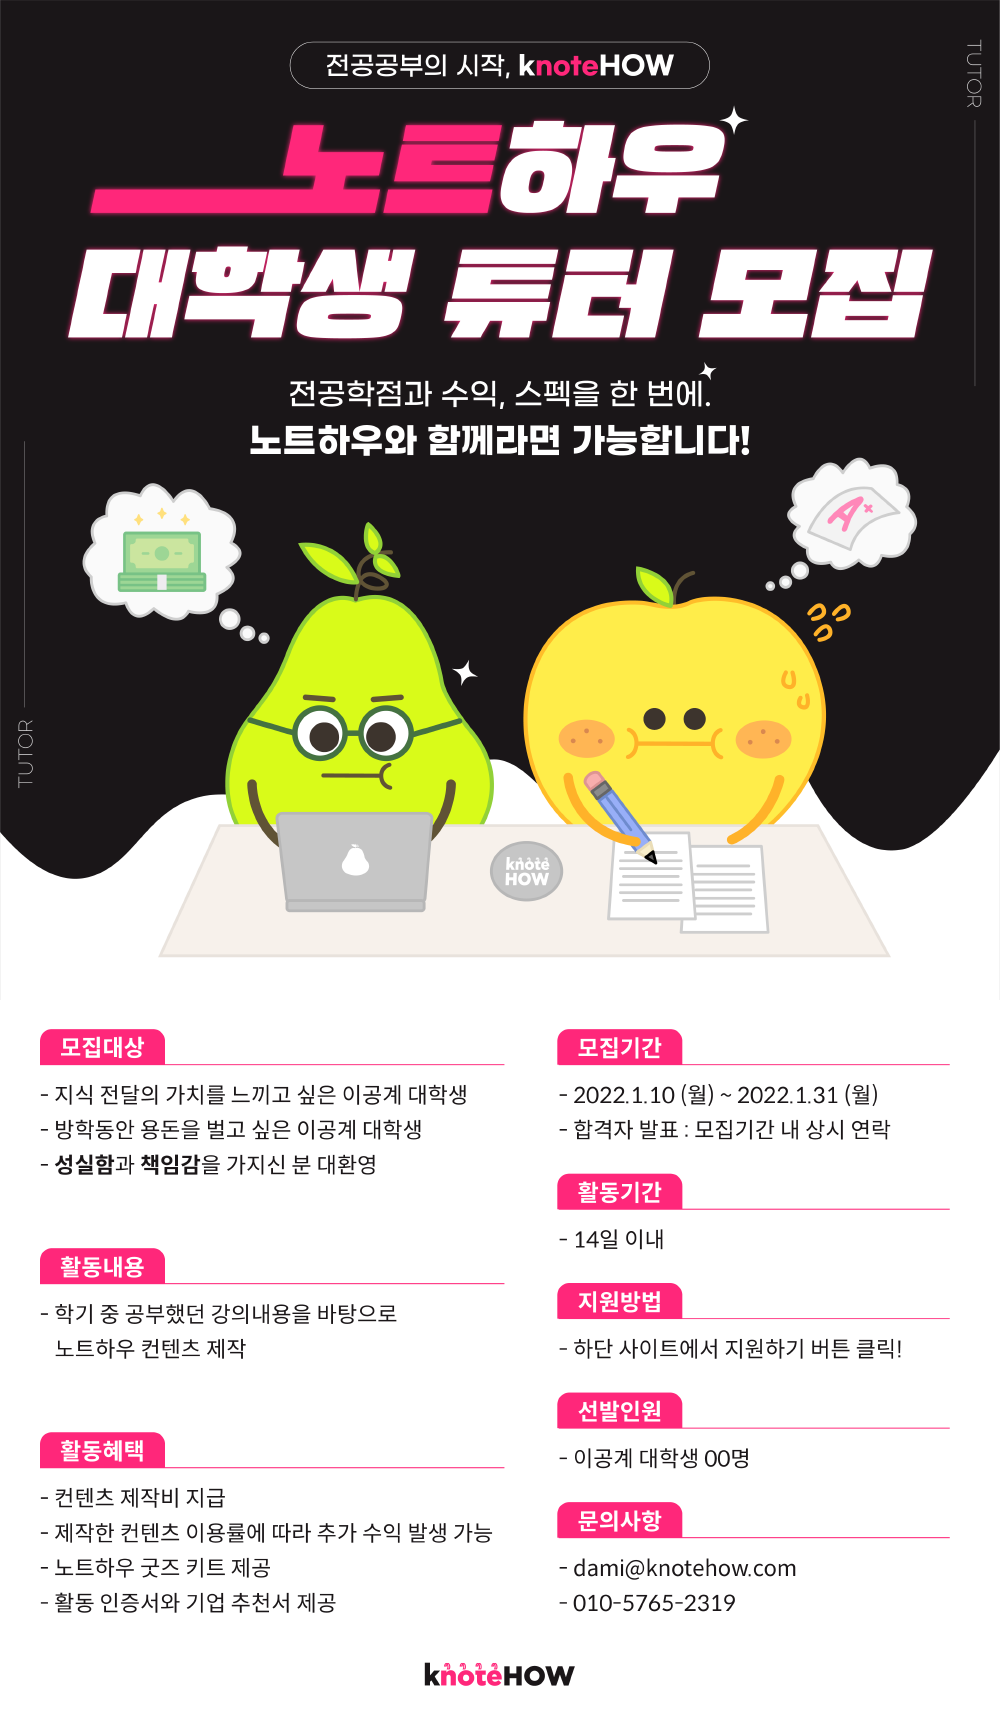 전공공부의 시작, knoteHOW
TUTOR
노트하우
대학생 튜터 모집
전공학점과 수익, 스펙을 한 번에.
노트하우와 함께라면 가능합니다!
A+
TUTOR
knote
HOW
모집대상
- 지식 전달의 가치를 느끼고 싶은 이공계 대학생
- 방학동안 용돈을 벌고 싶은 이공계 대학생
- 성실함과 책임감을 가지신 분 대환영
활동내용
- 학기 중 공부했던 강의내용을 바탕으로
노트하우 컨텐츠 제작
활동혜택
- 컨텐츠 제작비 지급
- 제작한 컨텐츠 이용률에 따라 추가 수익 발생 가능
- 노트하우 굿즈 키트 제공
- 활동 인증서와 기업 추천서 제공
모집기간
- 2022.1.10 (월) ~ 2022.1.31 (월)
- 합격자 발표 : 모집기간 내 상시 연락
활동기간
- 14일 이내
지원방법
- 하단 사이트에서 지원하기 버튼 클릭!
선발인원
- 이공계 대학생 00명
문의사항
- dami@knotehow.com
- 010-5765-2319
knoteHOW